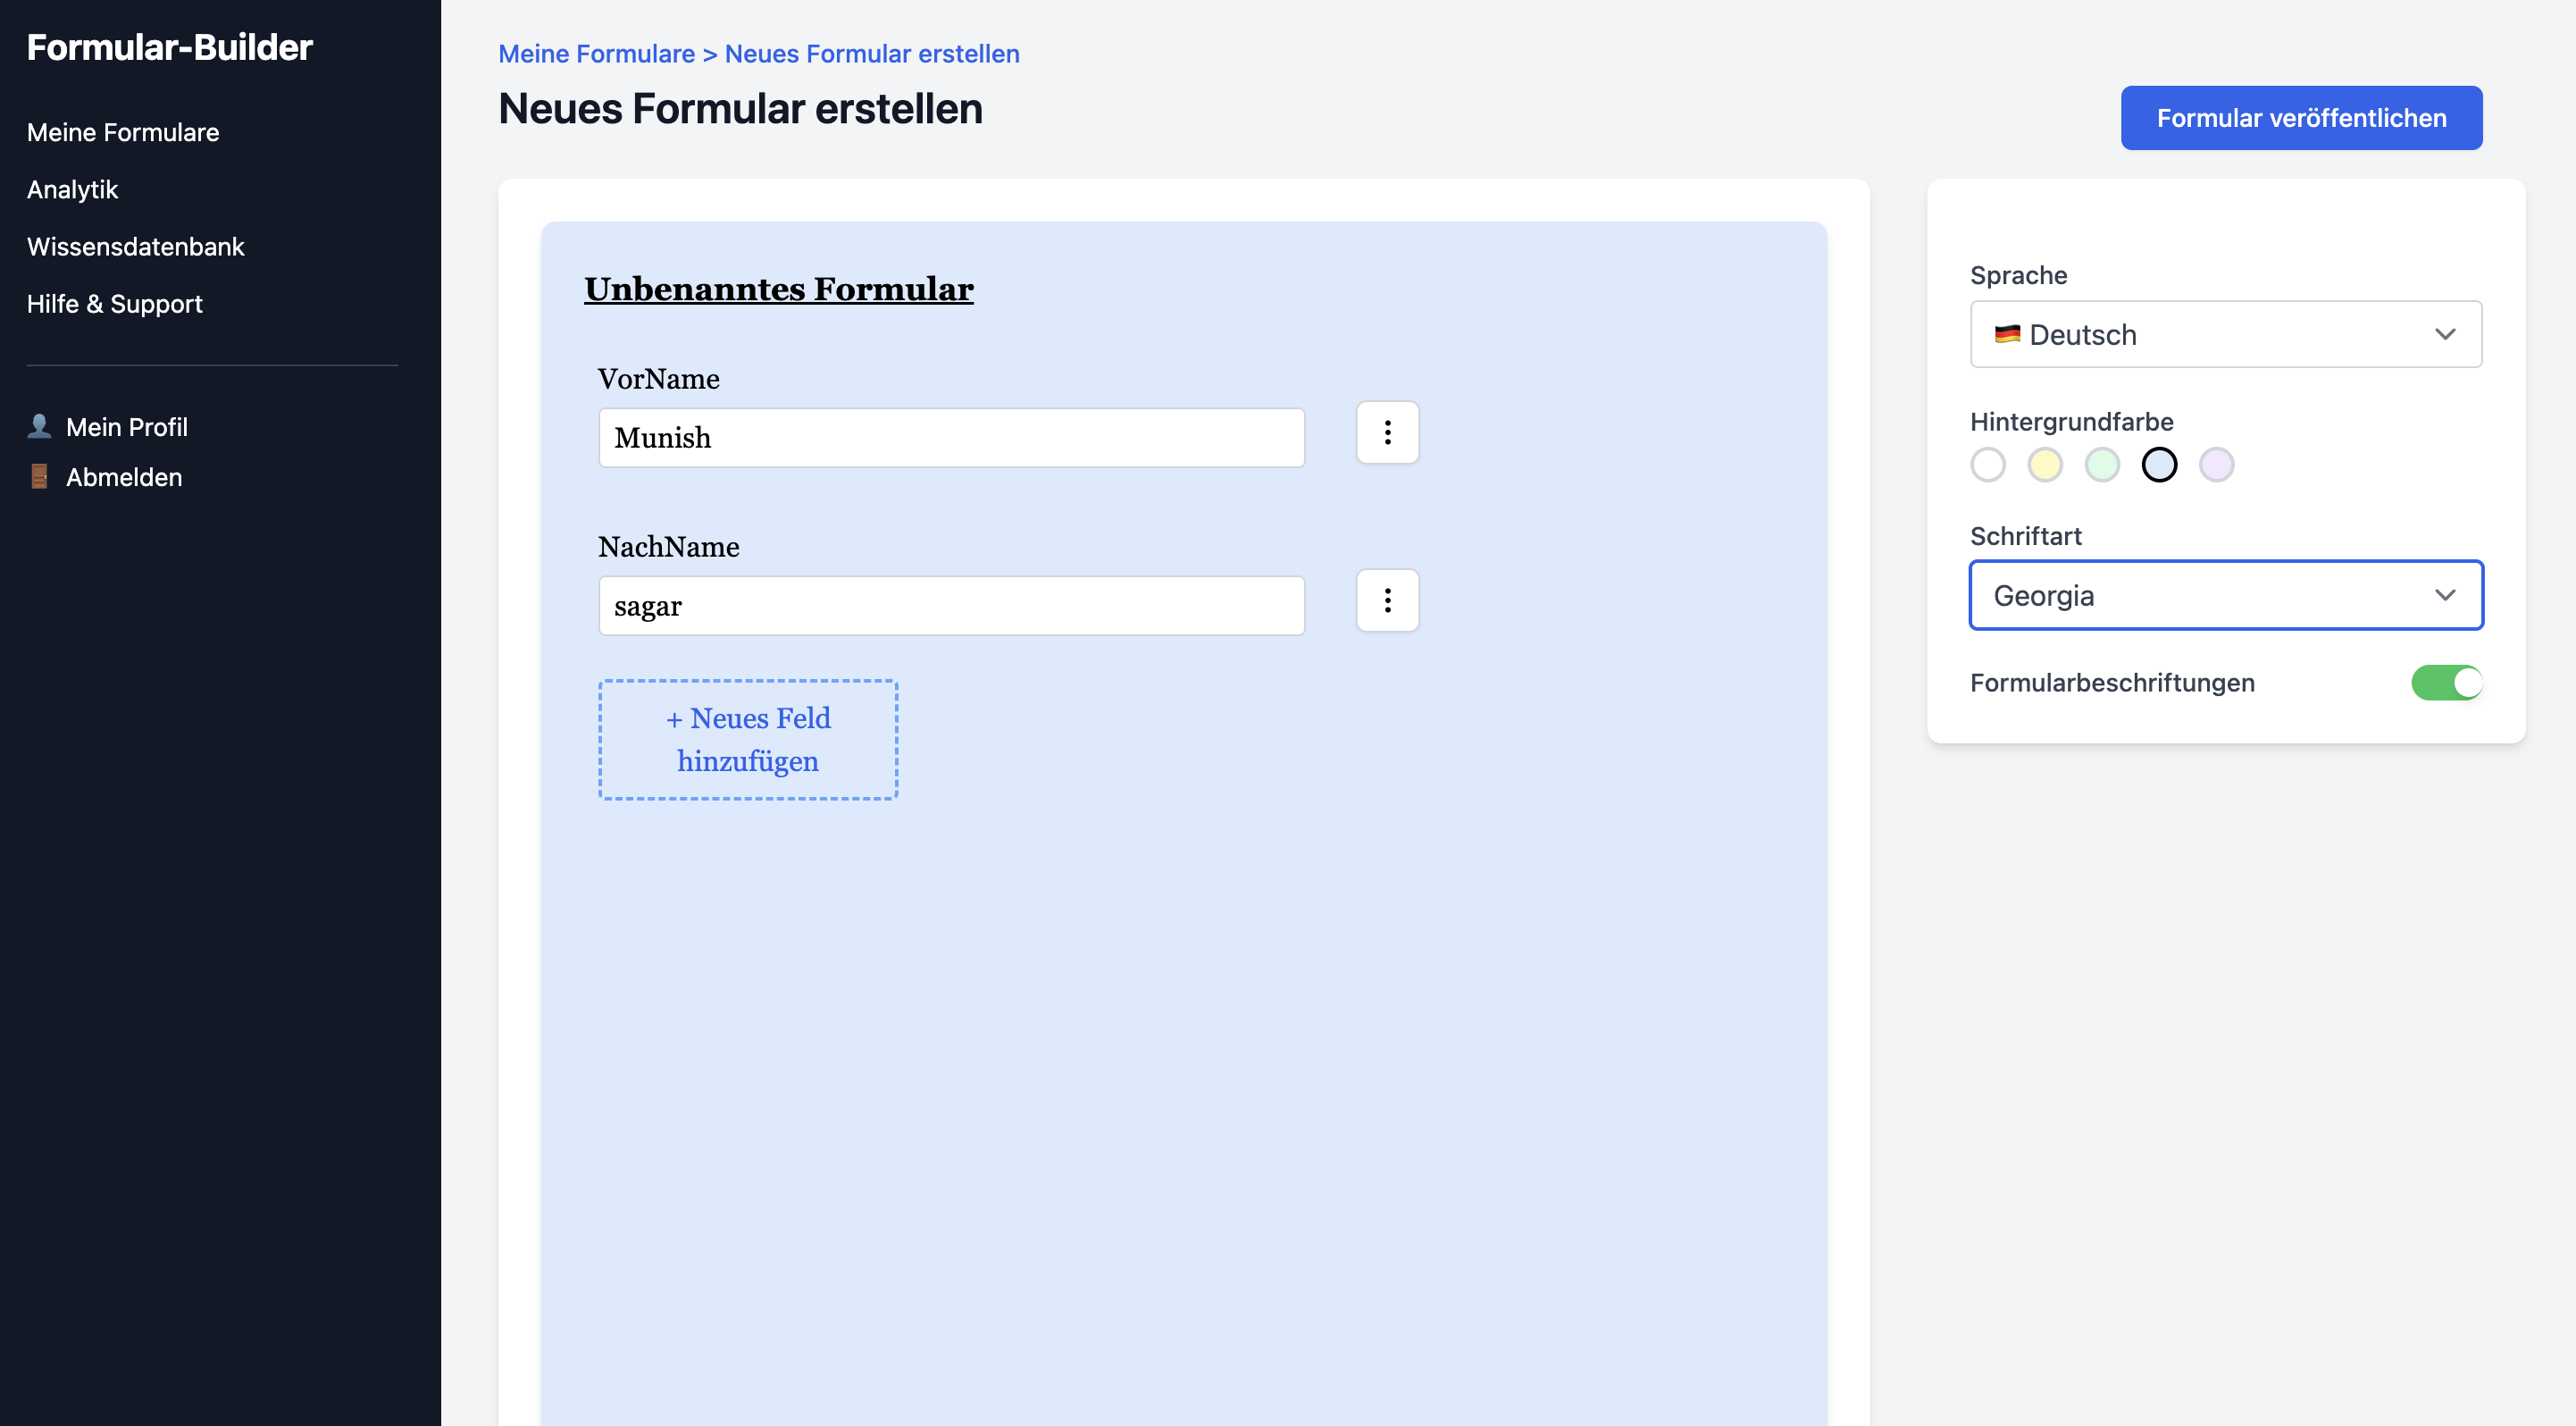 Formular-Builder
Meine Formulare
Analytik
Wissensdatenbank
Hilfe & Support
Mein Profil
Abmelden
Meine Formulare > Neues Formular erstellen
Neues Formular erstellen
Formular veröffentlichen
Unbenanntes Formular
VorName
Munish
NachName
sagar
+ Neues Feld
hinzufügen
Sprache
Deutsch
Hintergrundfarbe
Schriftart
Georgia
Formularbeschriftungen